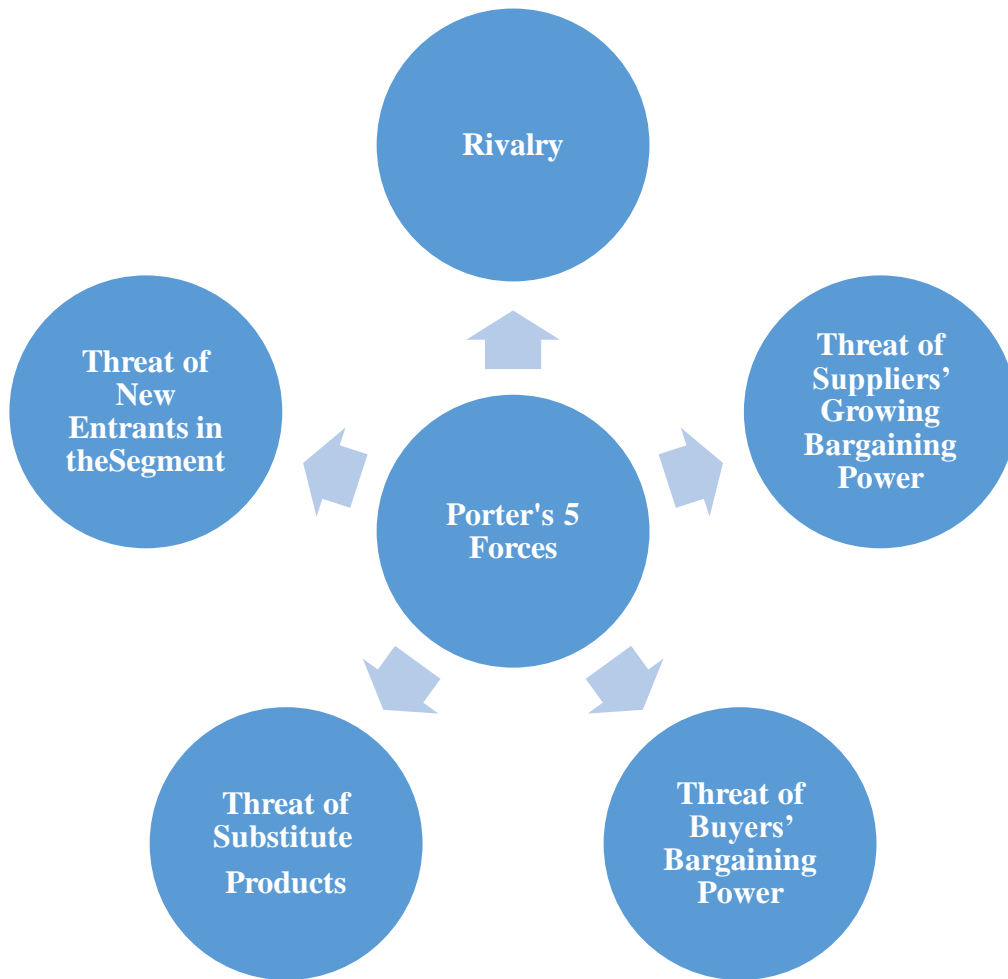 Rivalry
Threat of
New
Entrants in
theSegment
Threat of
Suppliers’
Growing
Bargaining
Power
Porter's 5
Forces
Threat of
Substitute
Products
Threat of
Buyers’
Bargaining
Power